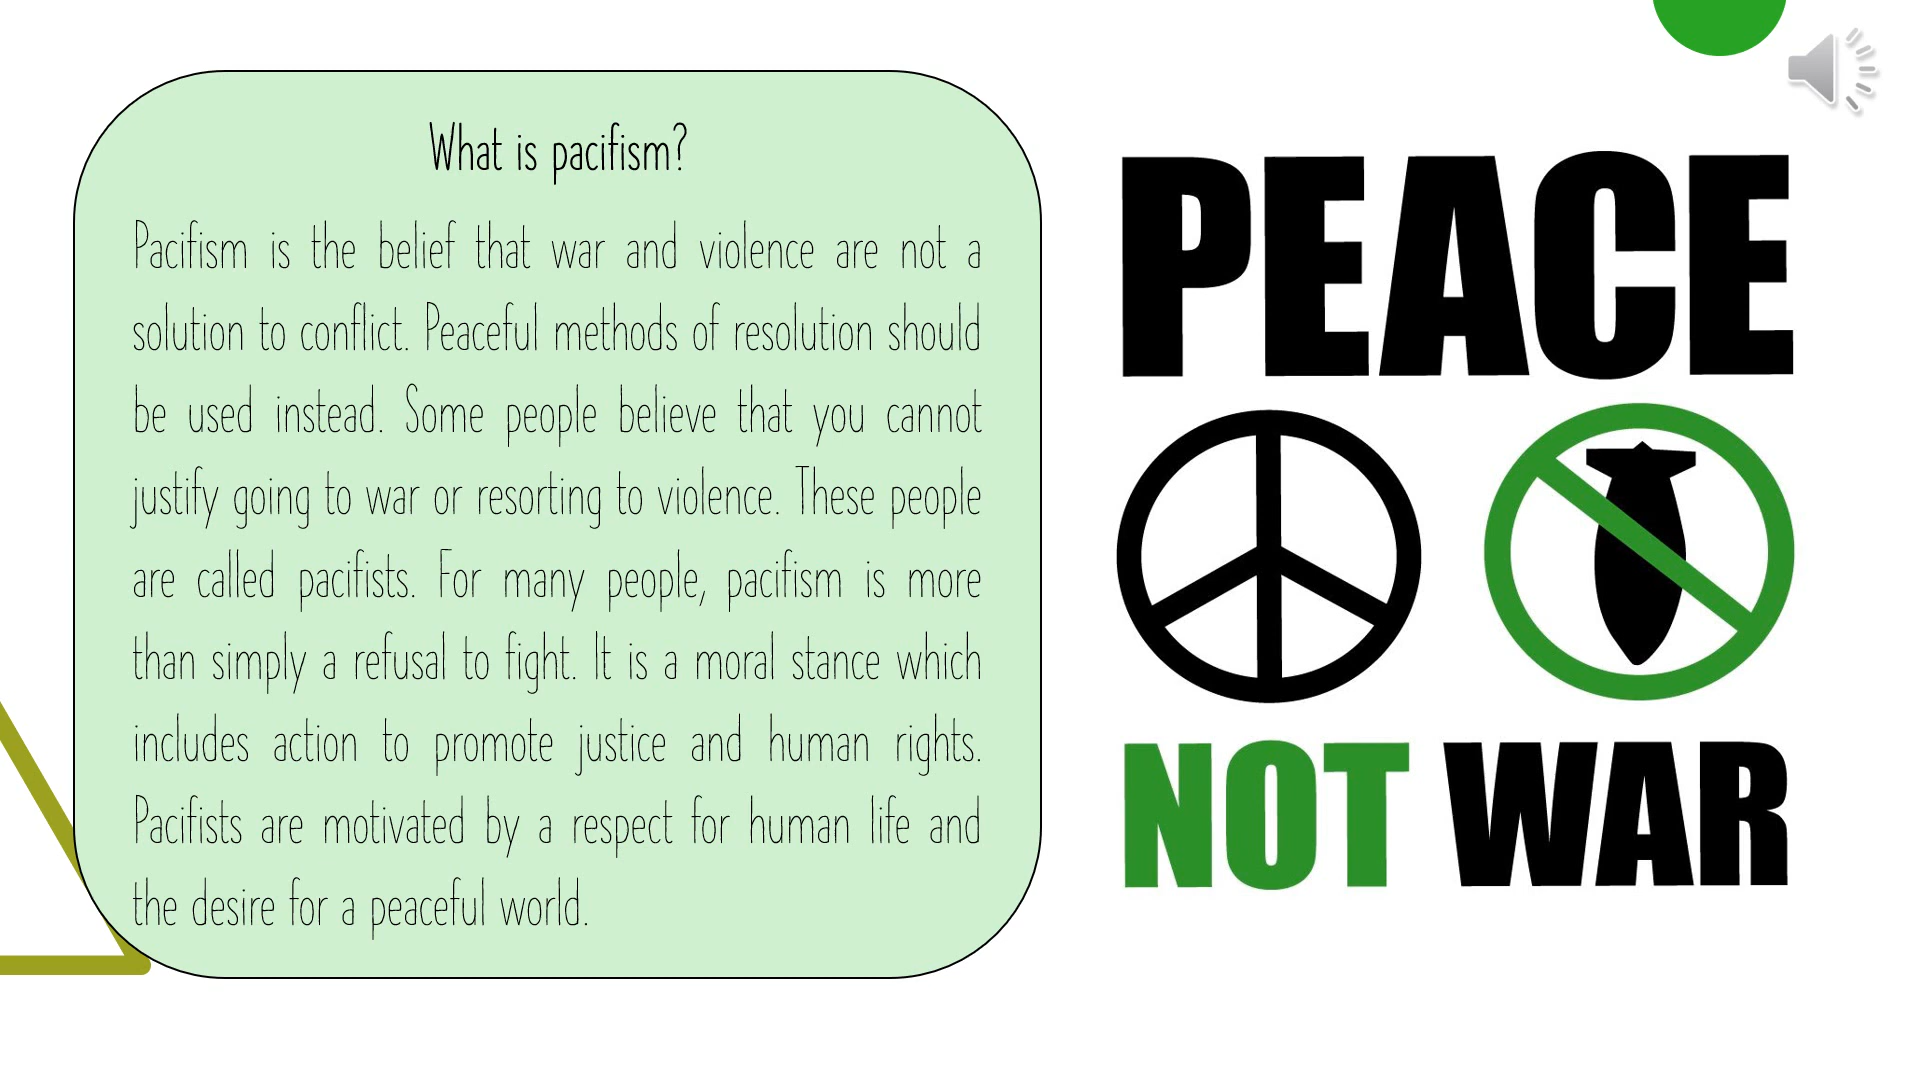 What is pacifism?
Pacifism is the belief that war and violence are not a
solution to conflict. Peaceful methods of resolution should
be used instead. Some people believe that you cannot
justify going to war or resorting to violence. These people
are called pacifists. For many people, pacifism is more
than simply a refusal to fight. It is a moral stance which
includes action to promote justice and human rights.
Pacifists are motivated by a respect for human life and
the desire for a peaceful world.
PEACE
NOT WAR